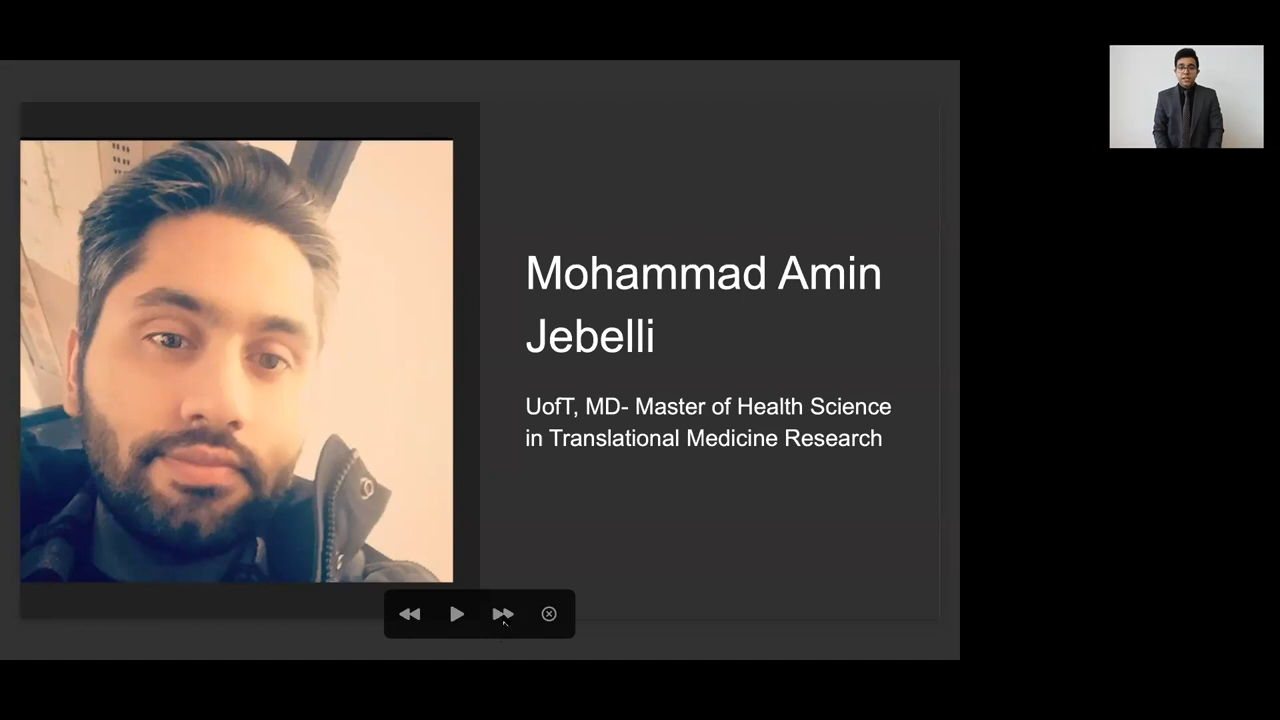 Mohammad Amin
Jebelli
UofT, MD- Master of Health Science
in Translational Medicine Research